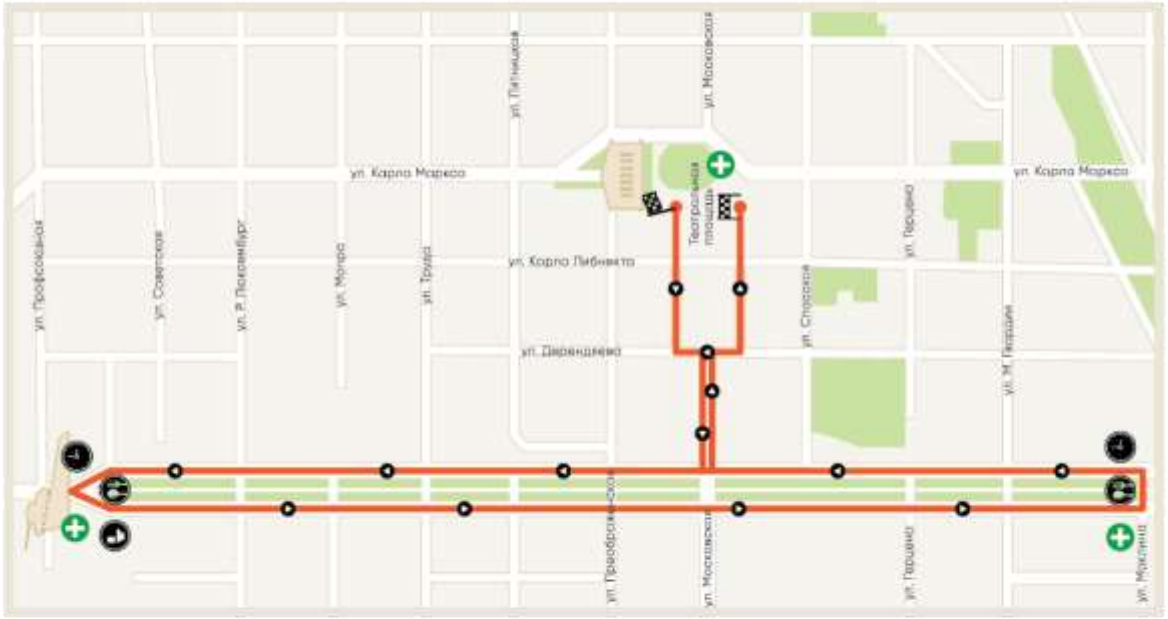 ул. Пятницкая
ул. Московская
ул. Карла Маркса
ул. Карла Маркса
Театральная
площадь
ул. Герцена
ул. Профсоюзная
ул. Советская
ул. Р. Люксембург
ул. Мопра
ул. Труда
ул. Карла Либкнехта
ул. Спасская
ул. Дерендяева
ул. М. Гвардии
ул. Преображенская
ул. Московская
ул. Герцена
ул. Маклина